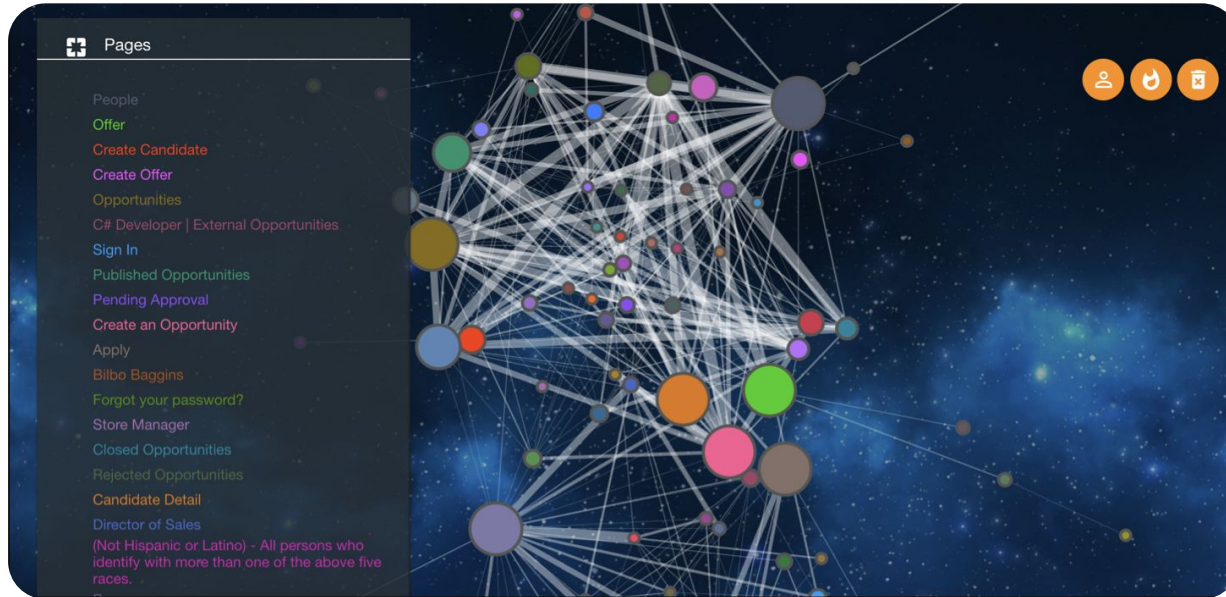 Pages
People
Offer
Create Candidate
Create Offer
Opportunities
C# Developer | External Opportunities
Sign In
Published Opportunities
Pending Approval
Create an Opportunity
Apply
Bilbo Baggins
Forgot your password?
Store Manager
Closed Opportunities
Rejected Opportunities
Candidate Detail
Director of Sales
(Not Hispanic or Latino) - All persons who
identify with more than one of the above five
races.